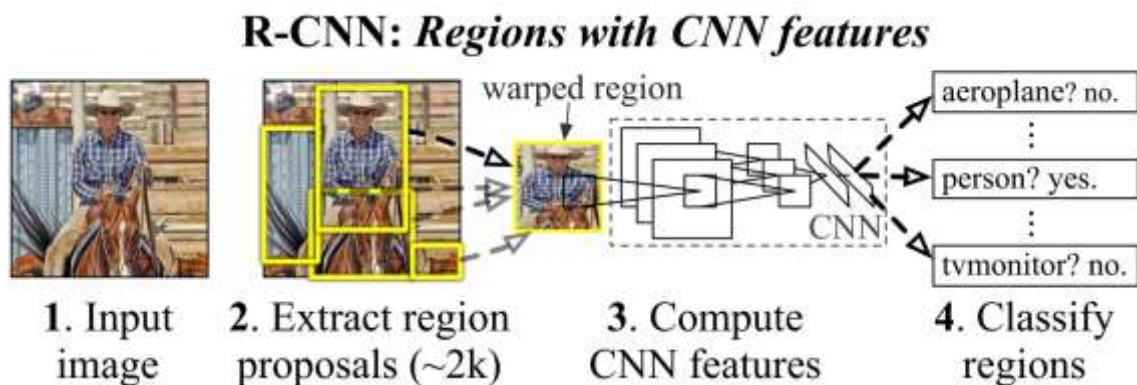 R-CNN: Regions with CNN features
warped region
aeroplane? no.
⋮
person? yes.
⋮
tvmonitor? no.
CNN
1. Input
image
2. Extract region
proposals (~2k)
3. Compute
CNN features
4. Classify
regions